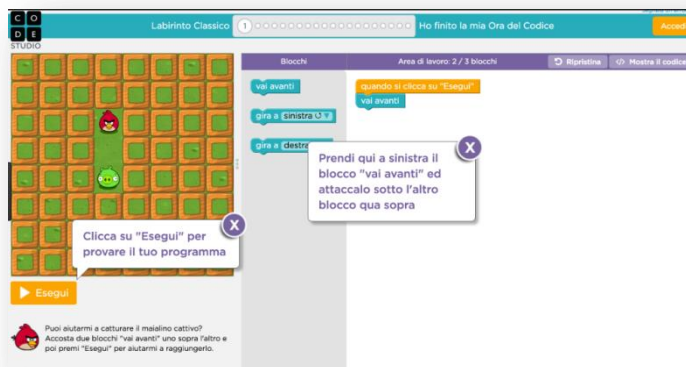 C O
D E
STUDIO
Labirinto Classico
1
Ho finito la mia Ora del Codice
Accedi
Blocchi
Area di lavoro: 2 / 3 blocchi
Ripristina
Mostra il codice
vai avanti
gira a sinistra
gira a destra
quando si clicca su "Esegui"
vai avanti
Prendi qui a sinistra il
blocco "vai avanti" ed
attaccalo sotto l'altro
blocco qua sopra
X
Clicca su "Esegui" per
provare il tuo programma
X
Esegui
Puoi aiutarmi a catturare il maialino cattivo?
Accosta due blocchi "vai avanti" uno sopra l'altro e
poi premi "Esegui" per aiutarmi a raggiungerlo.